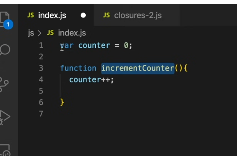 1
JS index.js ● JS closures-2.js
js > JS index.js
1 var counter = 0;
2
3 function incrementCounter(){
4 counter++;
5
6 }
7